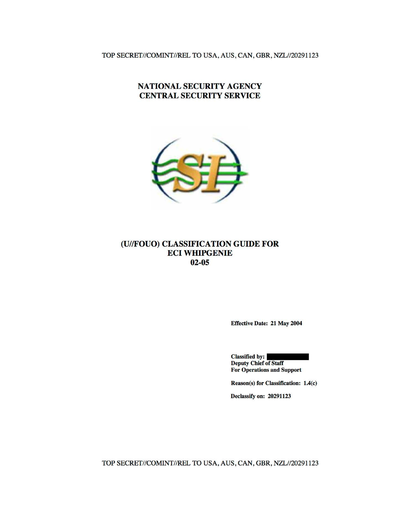 TOP SECRET//COMINT//REL TO USA, AUS, CAN, GBR, NZL//20291123
NATIONAL SECURITY AGENCY
CENTRAL SECURITY SERVICE
SI
(U//FOUO) CLASSIFICATION GUIDE FOR
ECI WHIPGENIE
02-05
Effective Date: 21 May 2004
Classified by:
Deputy Chief of Staff
For Operations and Support
Reason(s) for Classification: 1.4(c)
Declassify on: 20291123
TOP SECRET//COMINT//REL TO USA, AUS, CAN, GBR, NZL//20291123